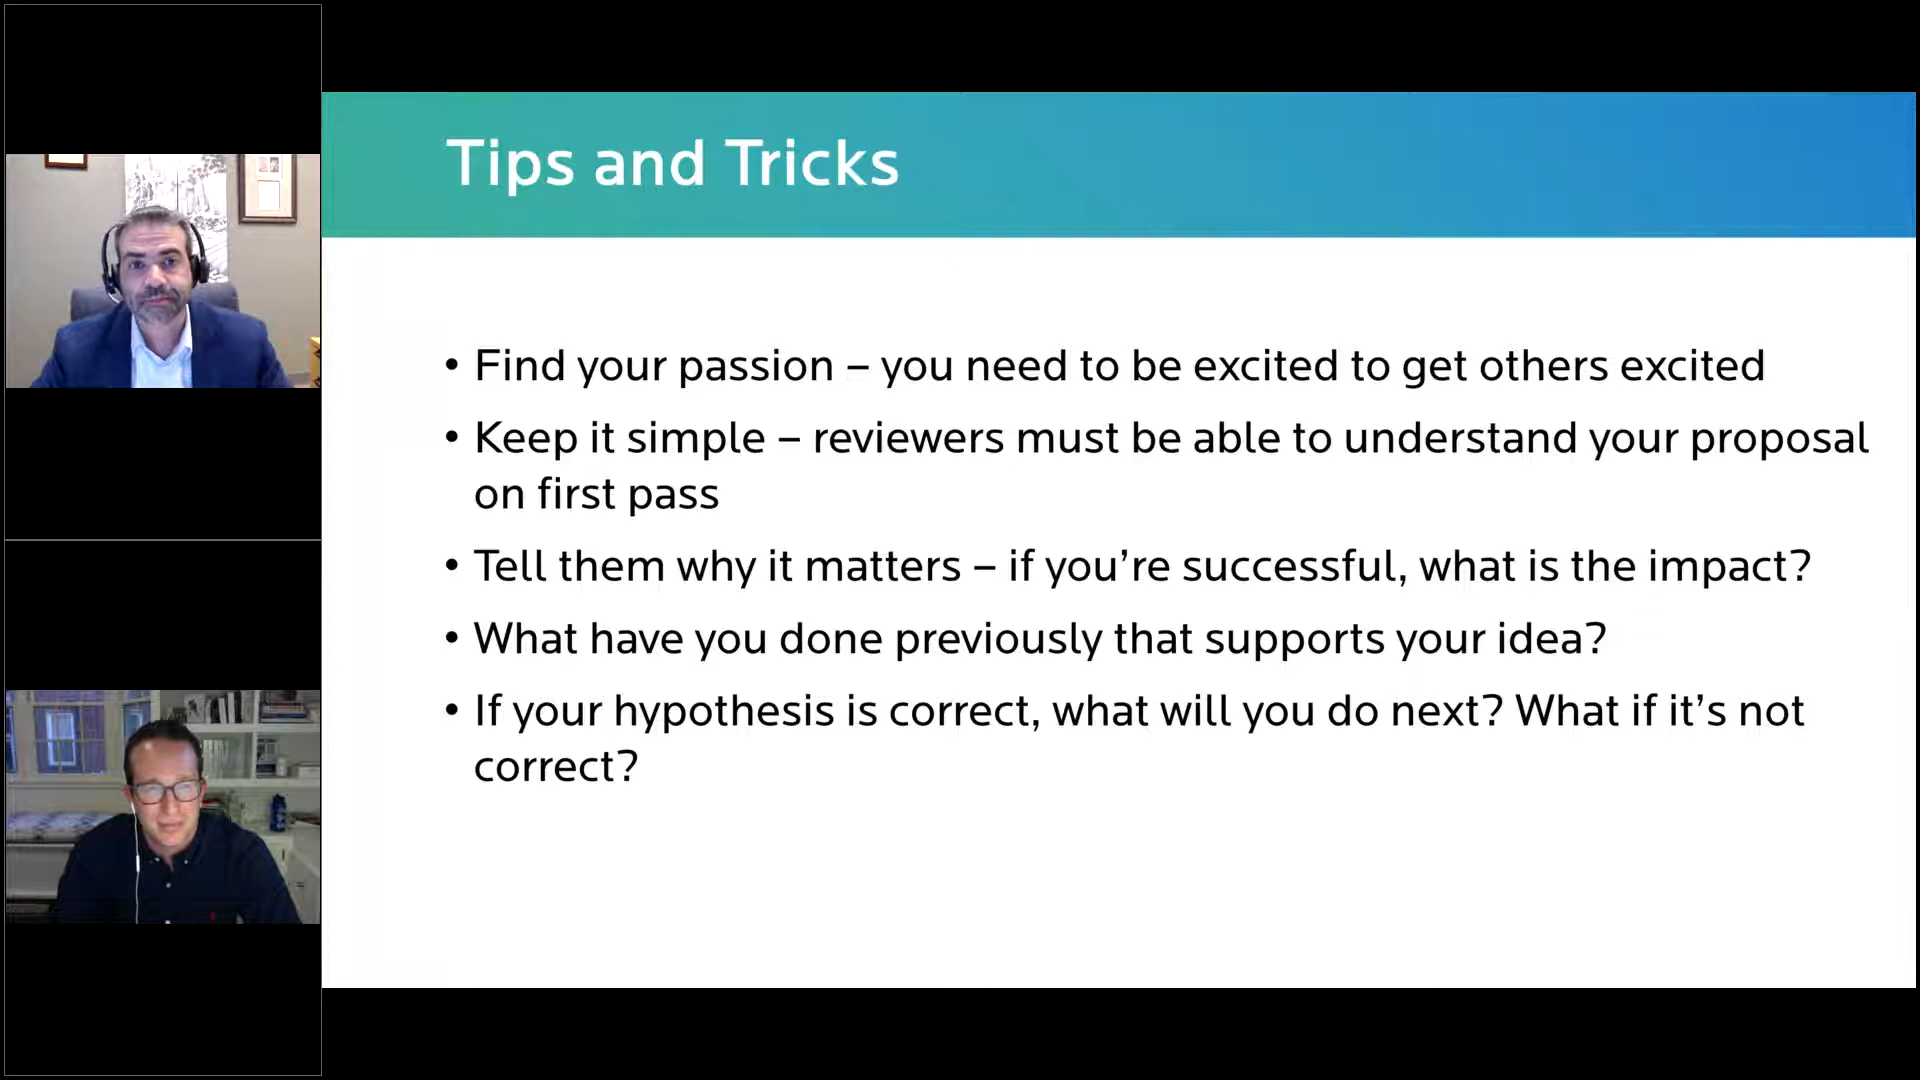 Tips and Tricks
• Find your passion – you need to be excited to get others excited
• Keep it simple – reviewers must be able to understand your proposal
on first pass
• Tell them why it matters – if you’re successful, what is the impact?
• What have you done previously that supports your idea?
• If your hypothesis is correct, what will you do next? What if it’s not
correct?